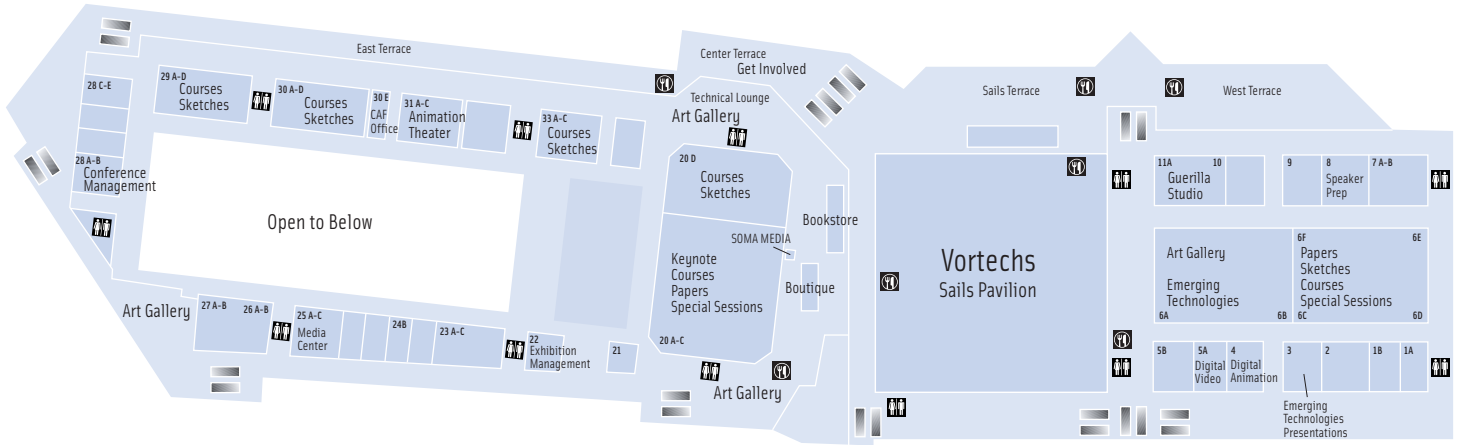 East Terrace
Center Terrace
Get Involved
Technical Lounge
Art Gallery
Sails Terrace
West Terrace
28 C-E
29 A-D
Courses
Sketches
30 A-D
Courses
Sketches
30 E
CAF
Office
31 A-C
Animation
Theater
33 A-C
Courses
Sketches
28 A-B
Conference
Management
Open to Below
20 D
Courses
Sketches
SOMA MEDIA
Keynote
Courses
Papers
Special Sessions
20 A-C
Bookstore
Boutique
Art Gallery
27 A-B
26 A-B
25 A-C
Media
Center
24B
23 A-C
22
Exhibition
Management
21
Art Gallery
Vortechs
Sails Pavilion
11A
10
Guerilla
Studio
9
8
Speaker
Prep
7 A-B
Art Gallery
Emerging
Technologies
6A
6B
6F
6E
Papers
Sketches
Courses
Special Sessions
6C
6D
5B
5A
Digital
Video
4
Digital
Animation
3
2
1B
1A
Emerging
Technologies
Presentations